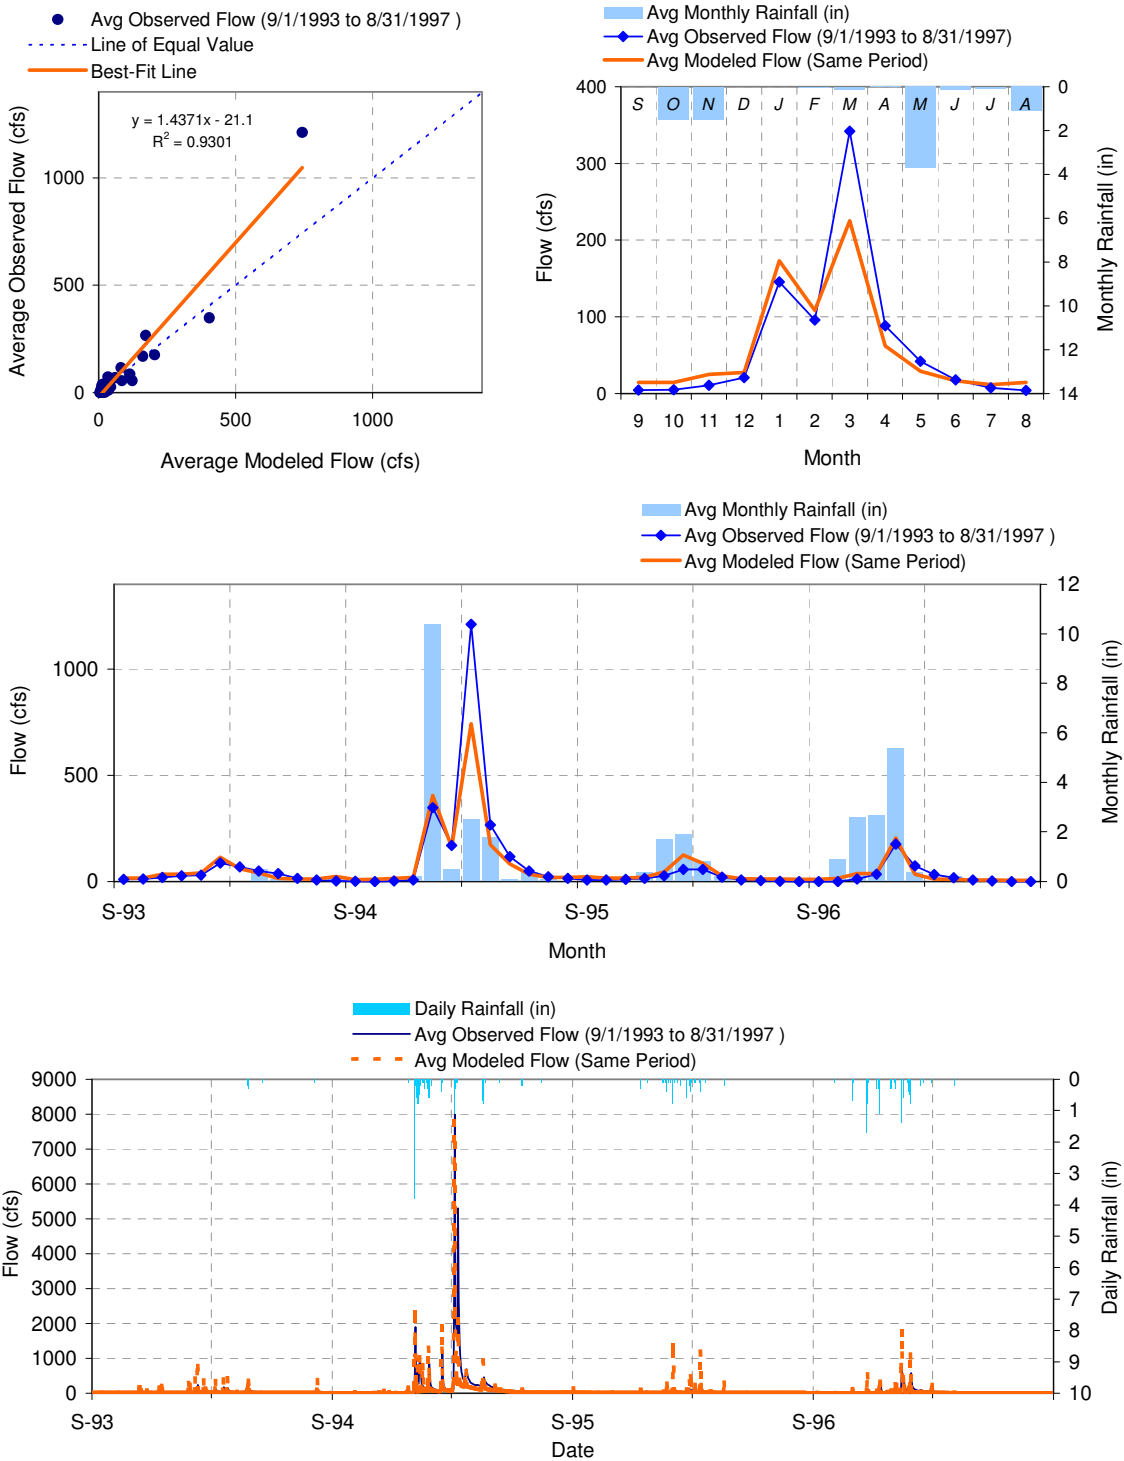 Avg Observed Flow (9/1/1993 to 8/31/1997 )
Line of Equal Value
Best-Fit Line
y = 1.4371x - 21.1
R² = 0.9301
1000
500
0
0 500 1000
Average Observed Flow (cfs)
Average Modeled Flow (cfs)
Avg Monthly Rainfall (in)
Avg Observed Flow (9/1/1993 to 8/31/1997)
Avg Modeled Flow (Same Period)
400
300
200
100
0
S O N D J F M A M J J A
0
2
4
6
8
10
12
14
9 10 11 12 1 2 3 4 5 6 7 8
Flow (cfs)
Monthly Rainfall (in)
Month
Avg Monthly Rainfall (in)
Avg Observed Flow (9/1/1993 to 8/31/1997 )
Avg Modeled Flow (Same Period)
1000
500
0
12
10
8
6
4
2
0
S-93 S-94 S-95 S-96
Flow (cfs)
Monthly Rainfall (in)
Month
Daily Rainfall (in)
Avg Observed Flow (9/1/1993 to 8/31/1997 )
Avg Modeled Flow (Same Period)
9000
8000
7000
6000
5000
4000
3000
2000
1000
0
0
1
2
3
4
5
6
7
8
9
10
S-93 S-94 S-95 S-96
Flow (cfs)
Daily Rainfall (in)
Date